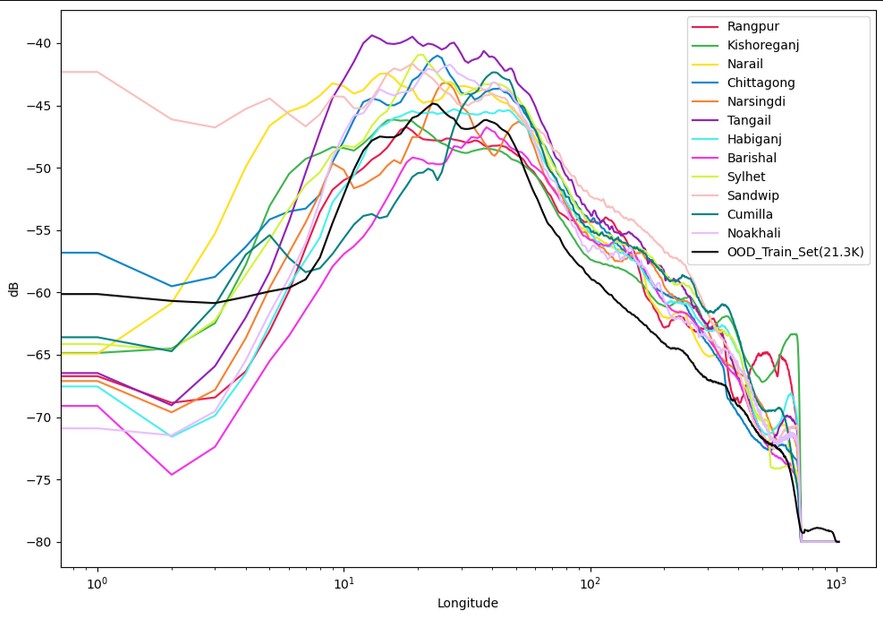 −40
−45
−50
−55
−60
−65
−70
−75
−80
dB
10⁰
10¹
10²
10³
Longitude
Rangpur
Kishoreganj
Narail
Chittagong
Narsingdi
Tangail
Habiganj
Barishal
Sylhet
Sandwip
Cumilla
Noakhali
OOD_Train_Set(21.3K)